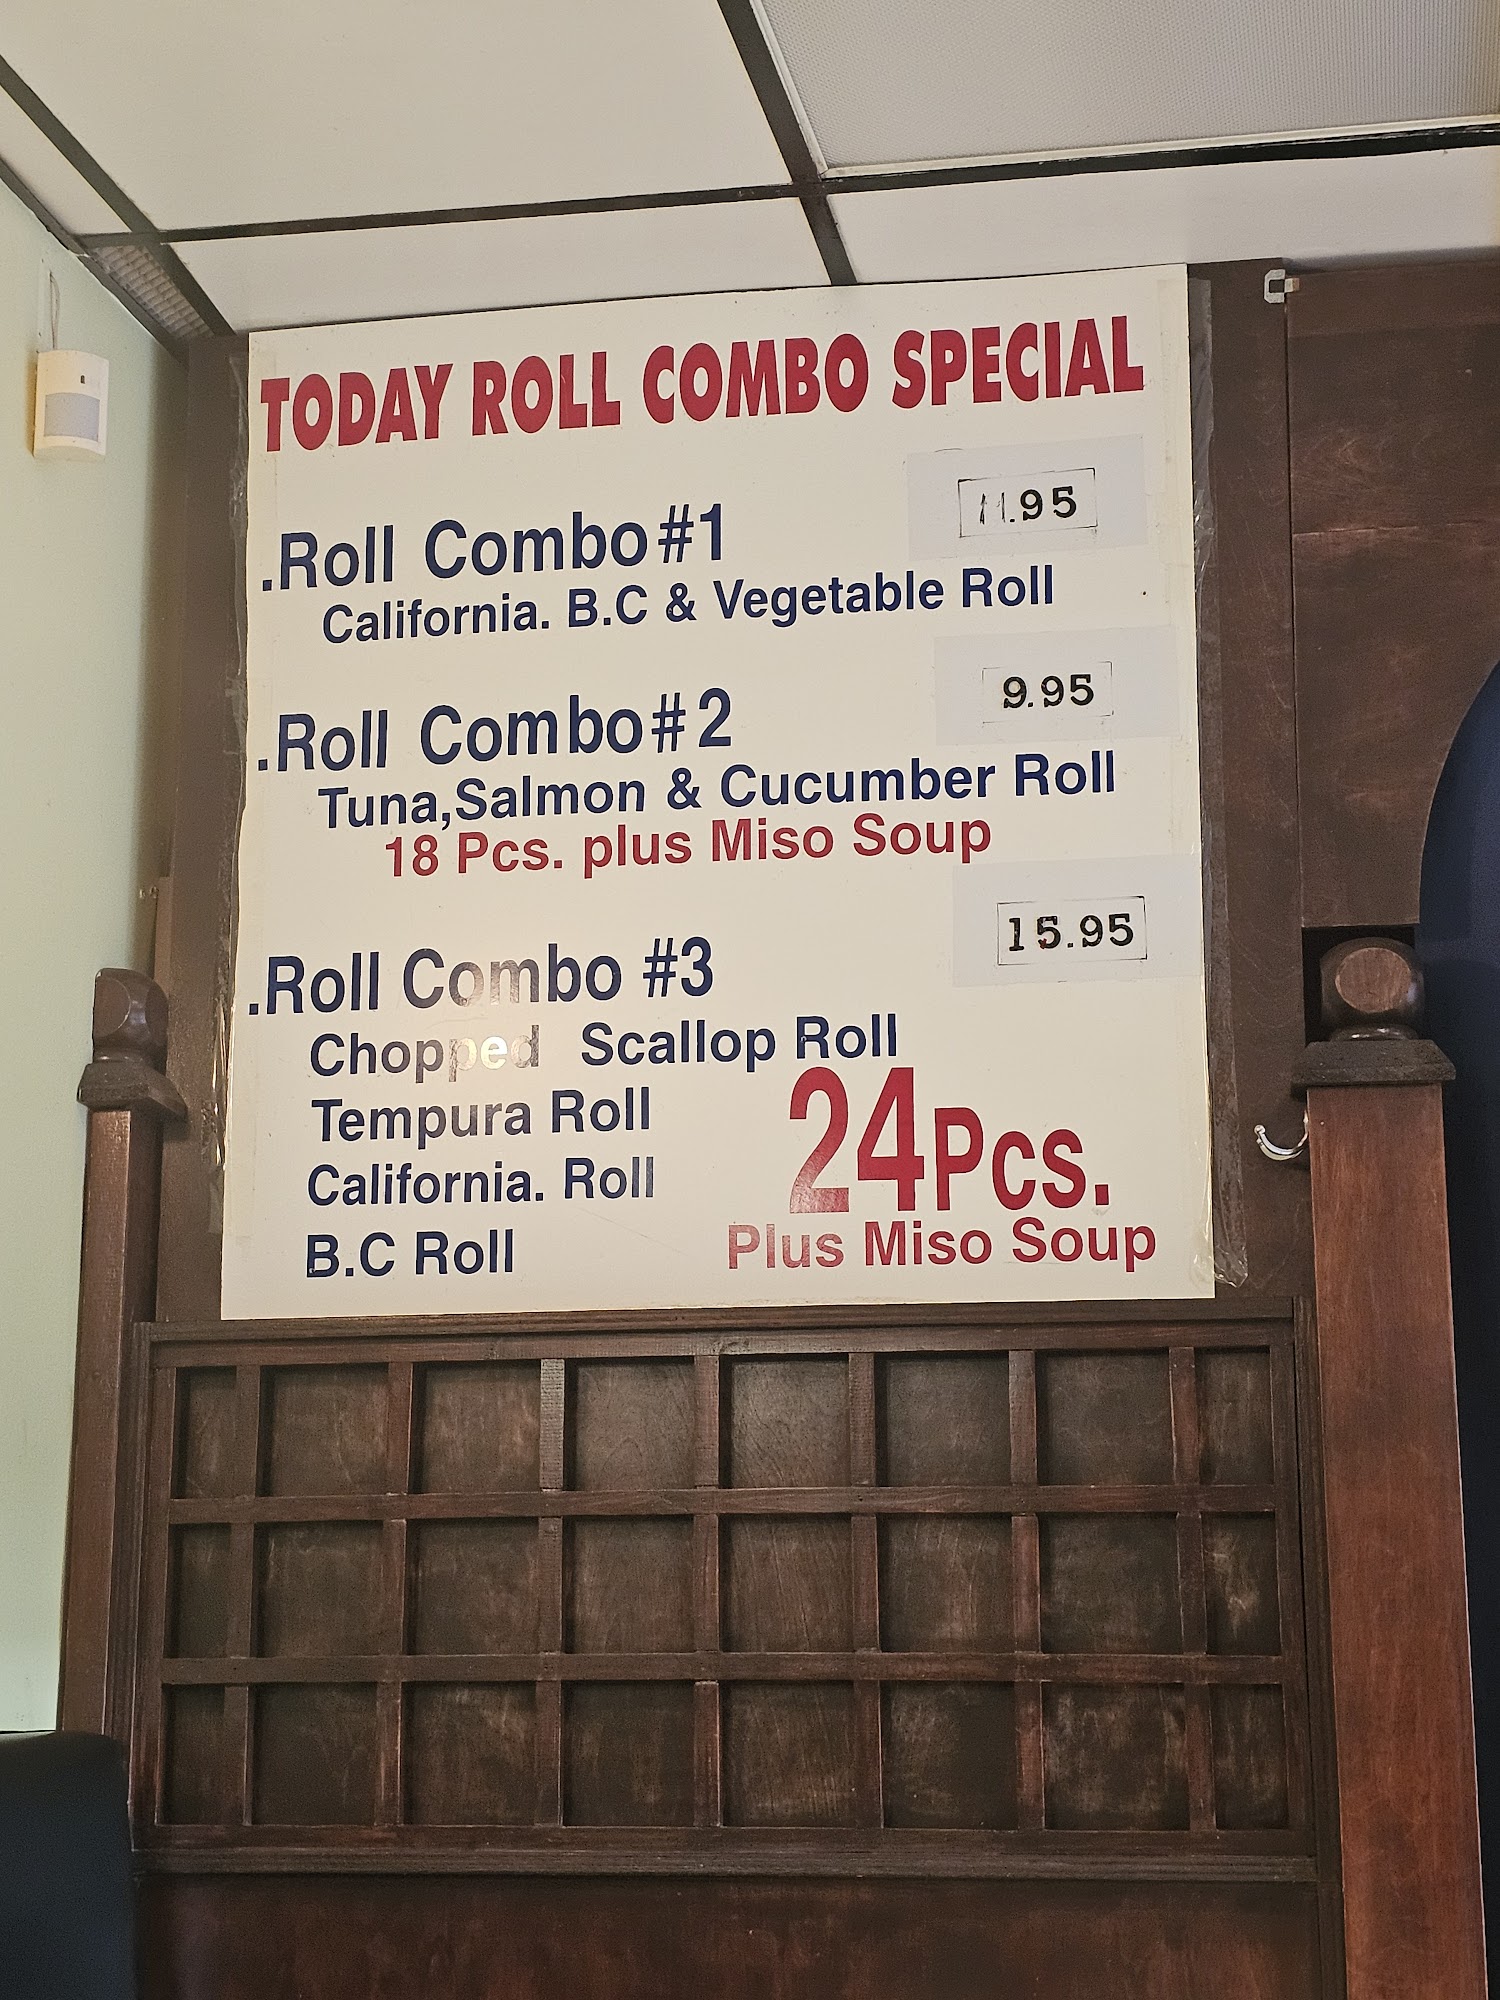 TODAY ROLL COMBO SPECIAL
11.95
.Roll Combo#1
California. B.C & Vegetable Roll
9.95
.Roll Combo#2
Tuna,Salmon & Cucumber Roll
18 Pcs. plus Miso Soup
15.95
.Roll Combo #3
Chopped Scallop Roll
Tempura Roll
California. Roll
B.C Roll
24Pcs.
Plus Miso Soup